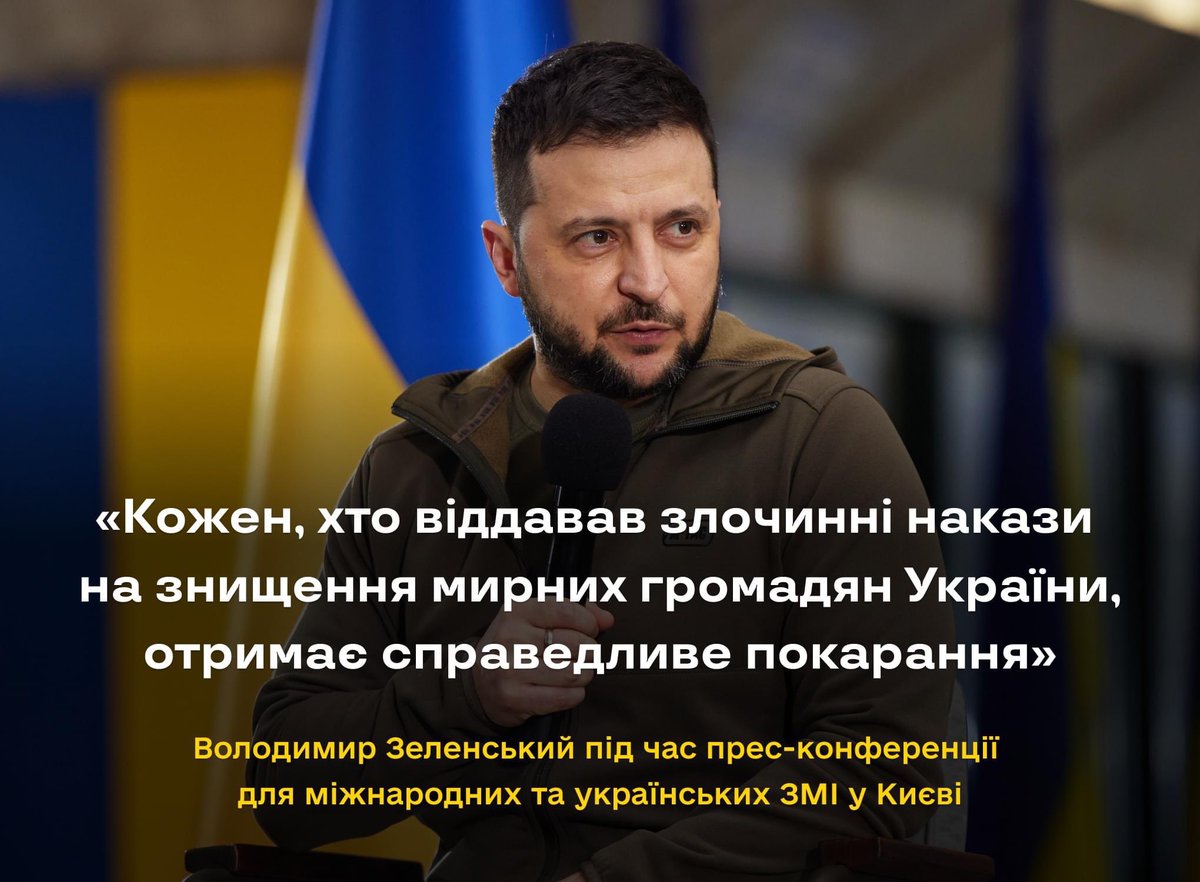 «Кожен, хто віддавав злочинні накази
на знищення мирних громадян України,
отримає справедливе покарання»
Володимир Зеленський під час прес-конференції
для міжнародних та українських ЗМІ у Києві